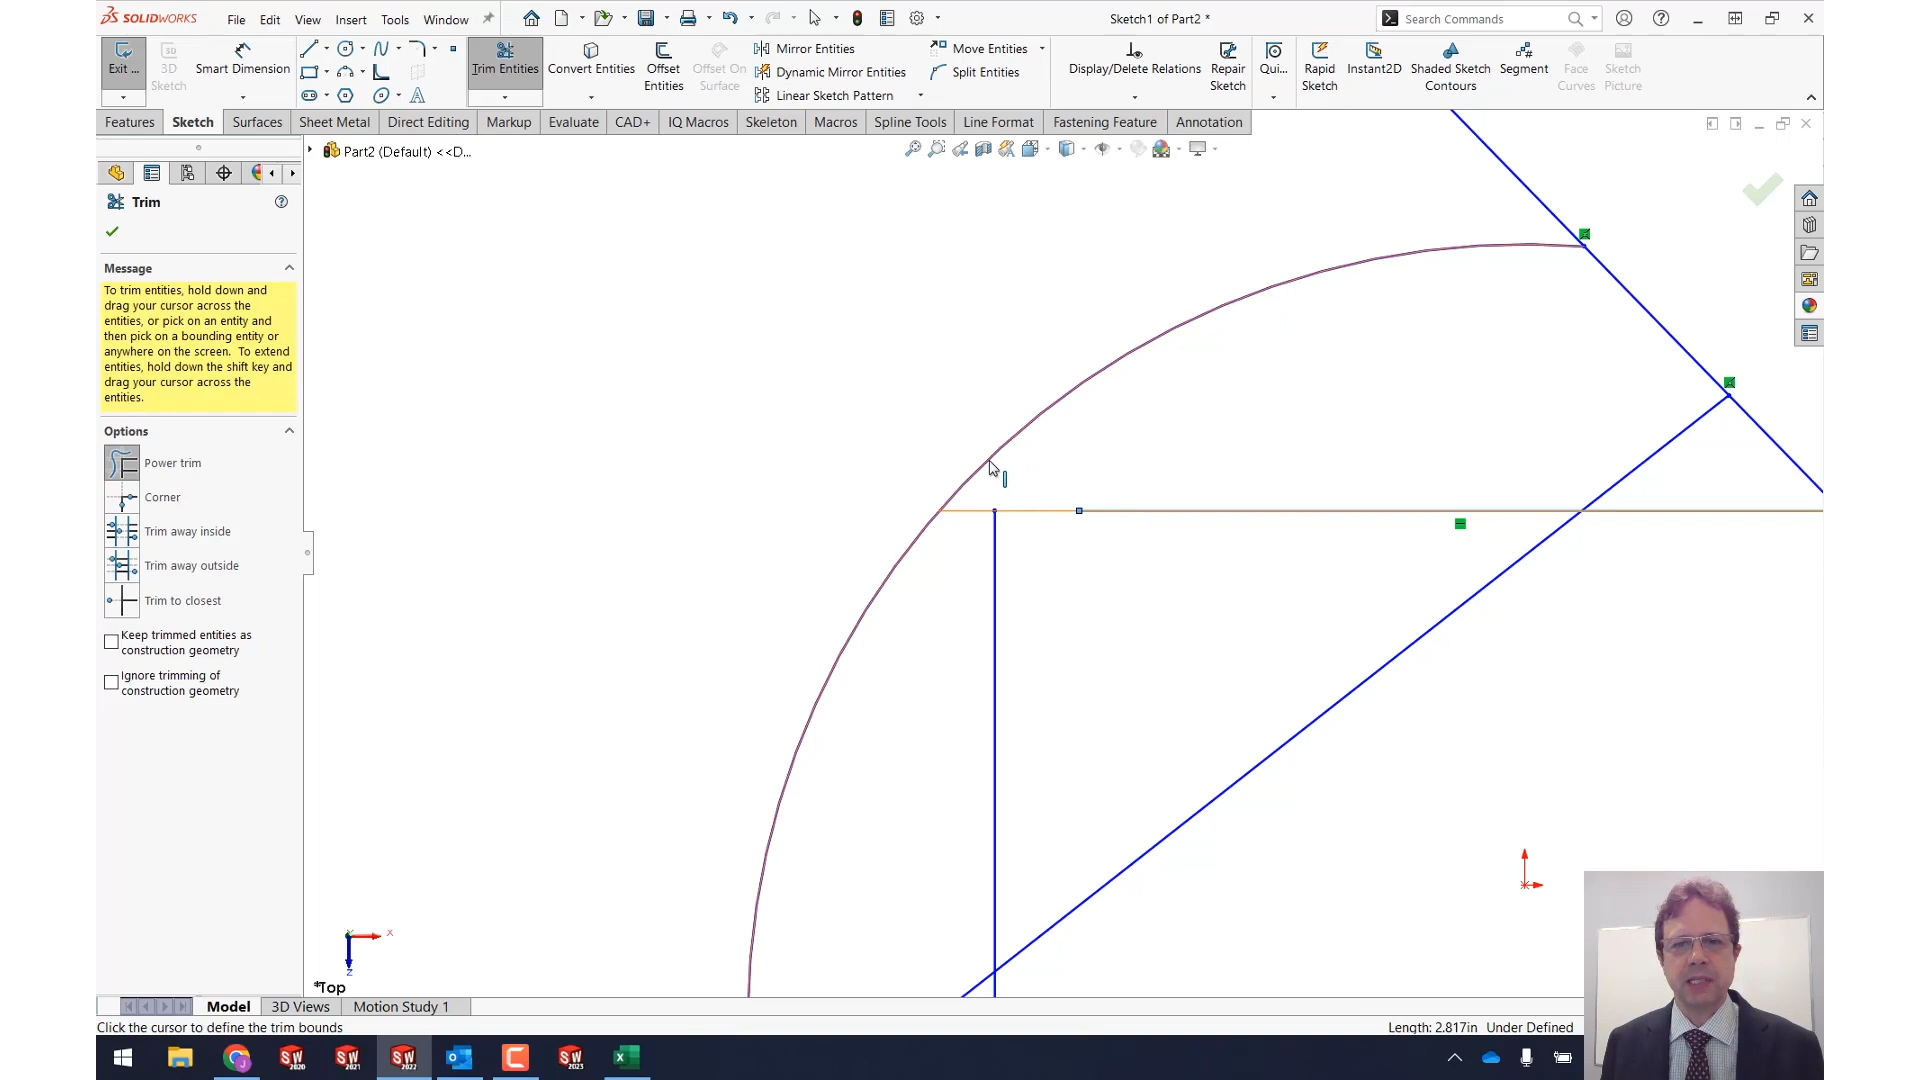 SOLIDWORKS File Edit View Insert Tools Window Sketch1 of Part2 * Search Commands
Exit ... 3D Sketch Smart Dimension Trim Entities Convert Entities Offset Entities Offset On Surface Mirror Entities Move Entities Display/Delete Relations Repair Sketch Qui... Rapid Sketch Instant2D Shaded Sketch Contours Segment Face Curves Sketch Picture
Dynamic Mirror Entities Split Entities
Linear Sketch Pattern
Features Sketch Surfaces Sheet Metal Direct Editing Markup Evaluate CAD+ IQ Macros Skeleton Macros Spline Tools Line Format Fastening Feature Annotation
Part2 (Default) <<D...
Trim
Message
To trim entities, hold down and
drag your cursor across the
entities, or pick on an entity and
then pick on a bounding entity or
anywhere on the screen. To extend
entities, hold down the shift key and
drag your cursor across the
entities.
Options
Power trim
Corner
Trim away inside
Trim away outside
Trim to closest
Keep trimmed entities as
construction geometry
Ignore trimming of
construction geometry
Y X
Z
*Top
Model 3D Views Motion Study 1
Click the cursor to define the trim bounds Length: 2.817in Under Defined
SW 2020 SW 2021 SW 2022 SW 2023